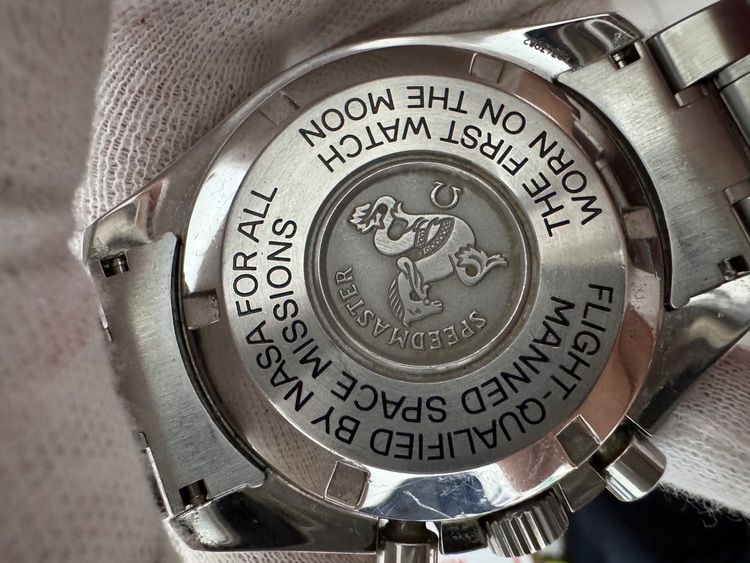 FLIGHT-QUALIFIED BY NASA FOR ALL
MANNED SPACE MISSIONS
THE FIRST WATCH
WORN ON THE MOON
SPEEDMASTER
Ω